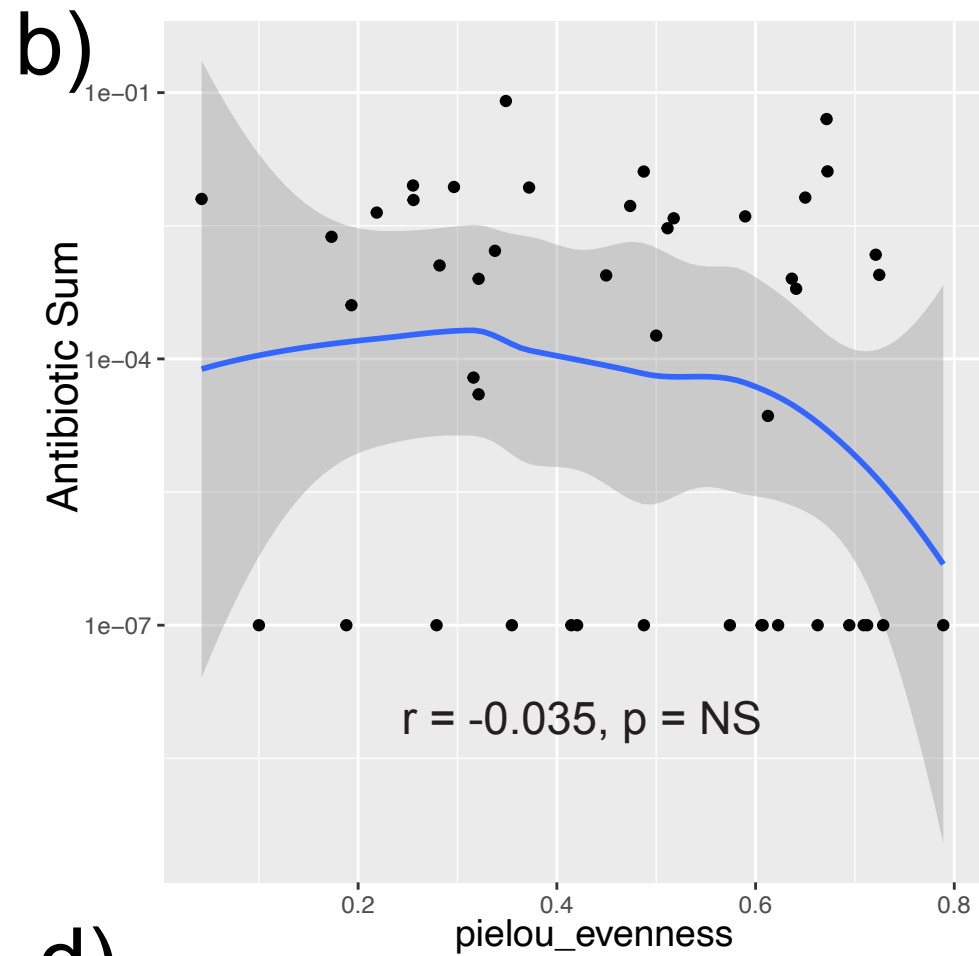 b)
1e−01
1e−04
1e−07
Antibiotic Sum
r = -0.035, p = NS
0.2 0.4 0.6 0.8
pielou_evenness
d)